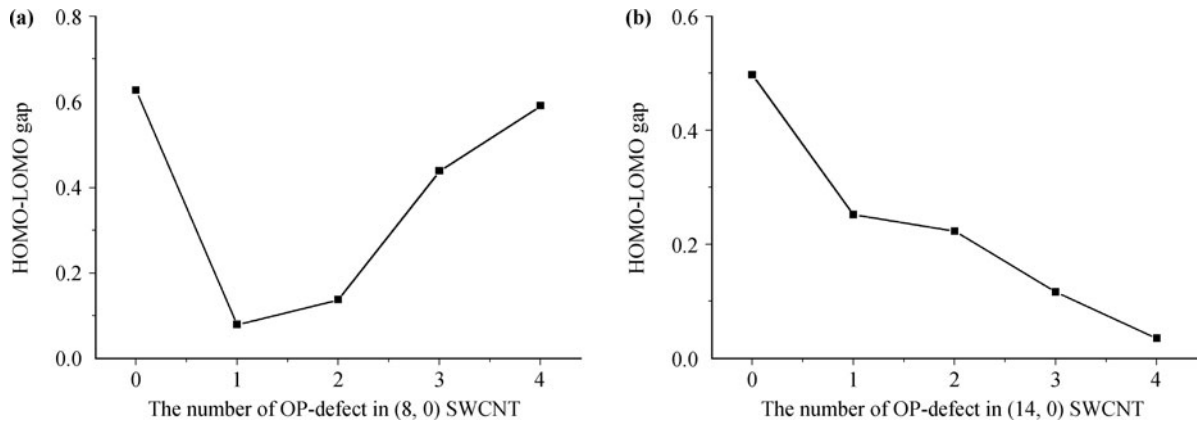 (a)
0.8
0.6
0.4
0.2
0.0
HOMO-LOMO gap
0 1 2 3 4
The number of OP-defect in (8, 0) SWCNT
(b)
0.6
0.4
0.2
0.0
HOMO-LOMO gap
0 1 2 3 4
The number of OP-defect in (14, 0) SWCNT